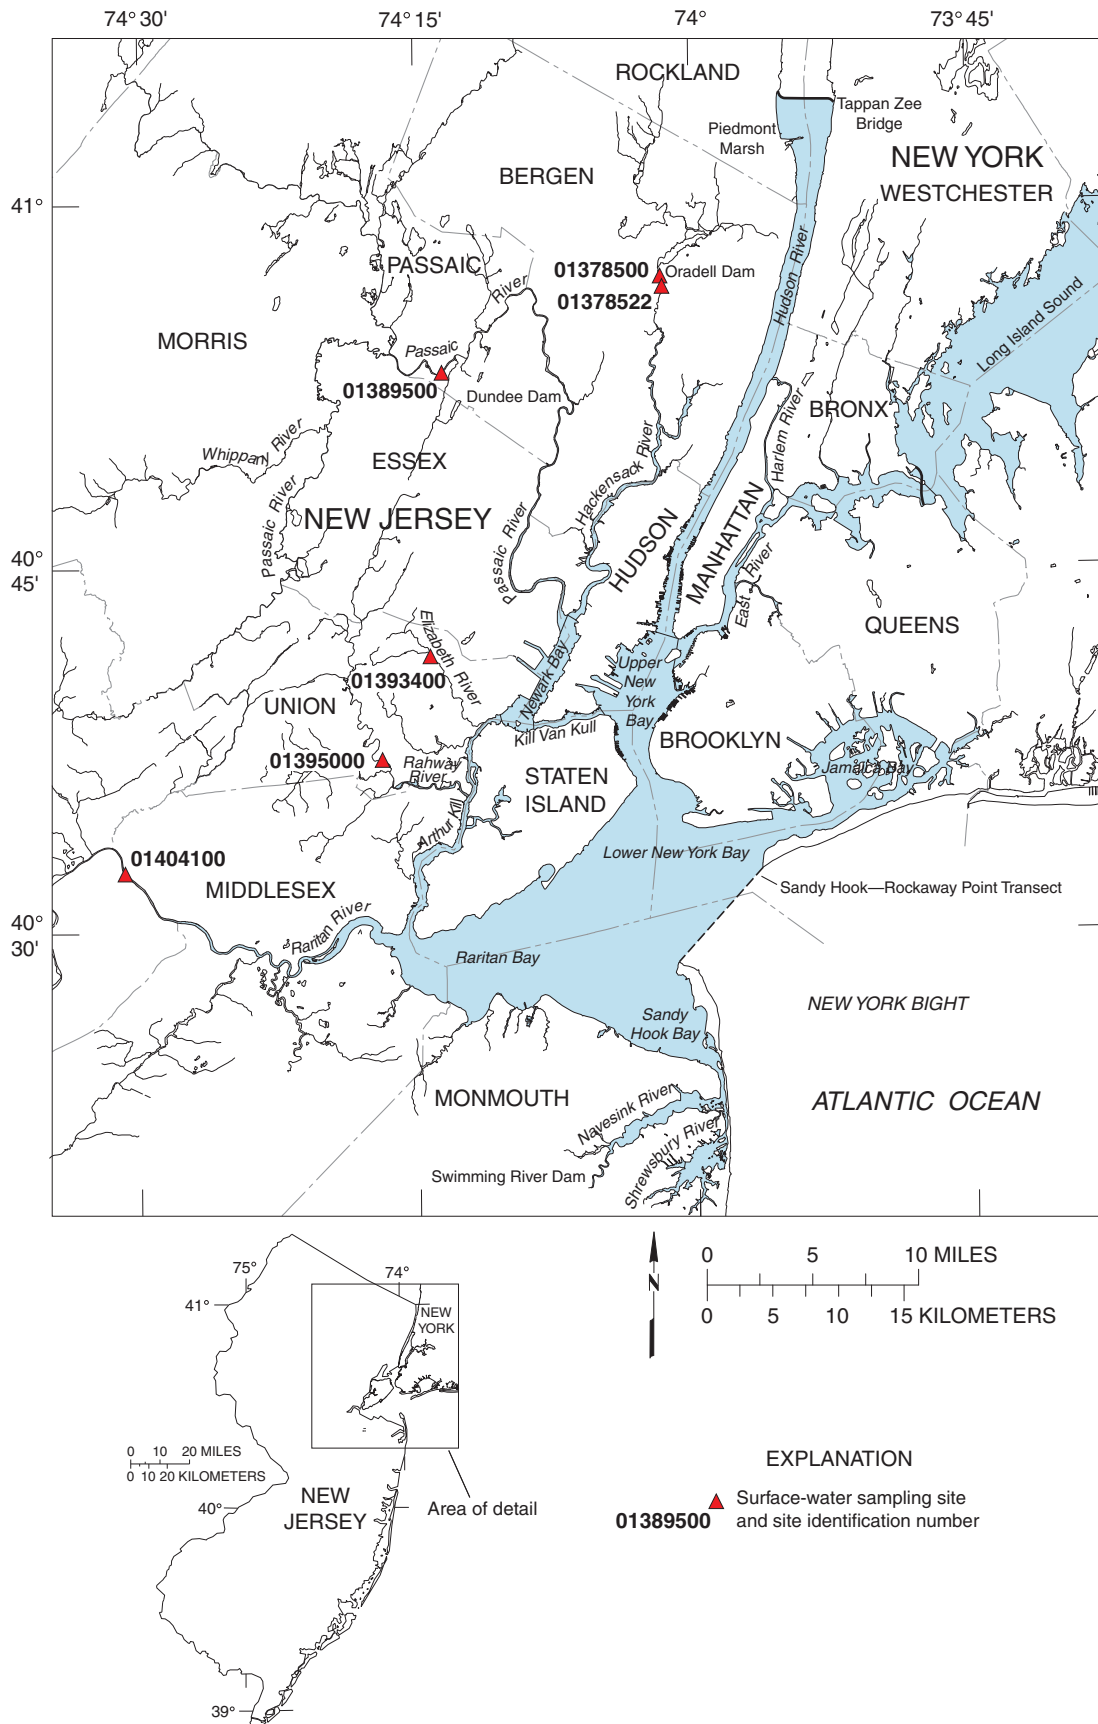 74° 30'
74° 15'
74°
73° 45'
ROCKLAND
Tappan Zee
Bridge
Piedmont
Marsh
NEW YORK
WESTCHESTER
BERGEN
41°
PASSAIC
River
01378500
Oradell Dam
01378522
Hudson River
Long Island Sound
MORRIS
Passaic
01389500
Dundee Dam
BRONX
Harlem River
Whippany River
ESSEX
Hackensack River
Passaic River
NEW JERSEY
Passaic River
HUDSON
MANHATTAN
East River
40°
45'
QUEENS
Elizabeth River
01393400
Upper
New
York
Bay
Newark Bay
UNION
Kill Van Kull
BROOKLYN
01395000
Rahway
River
STATEN
ISLAND
Jamaica Bay
Arthur Kill
Lower New York Bay
01404100
MIDDLESEX
Sandy Hook—Rockaway Point Transect
Raritan River
40°
30'
Raritan Bay
NEW YORK BIGHT
Sandy
Hook Bay
MONMOUTH
ATLANTIC OCEAN
Navesink River
Swimming River Dam
Shrewsbury River
N
0 5 10 MILES
0 5 10 15 KILOMETERS
75°
74°
41°
NEW
YORK
0 10 20 MILES
0 10 20 KILOMETERS
40°
NEW
JERSEY
Area of detail
39°
EXPLANATION
Surface-water sampling site
01389500 and site identification number